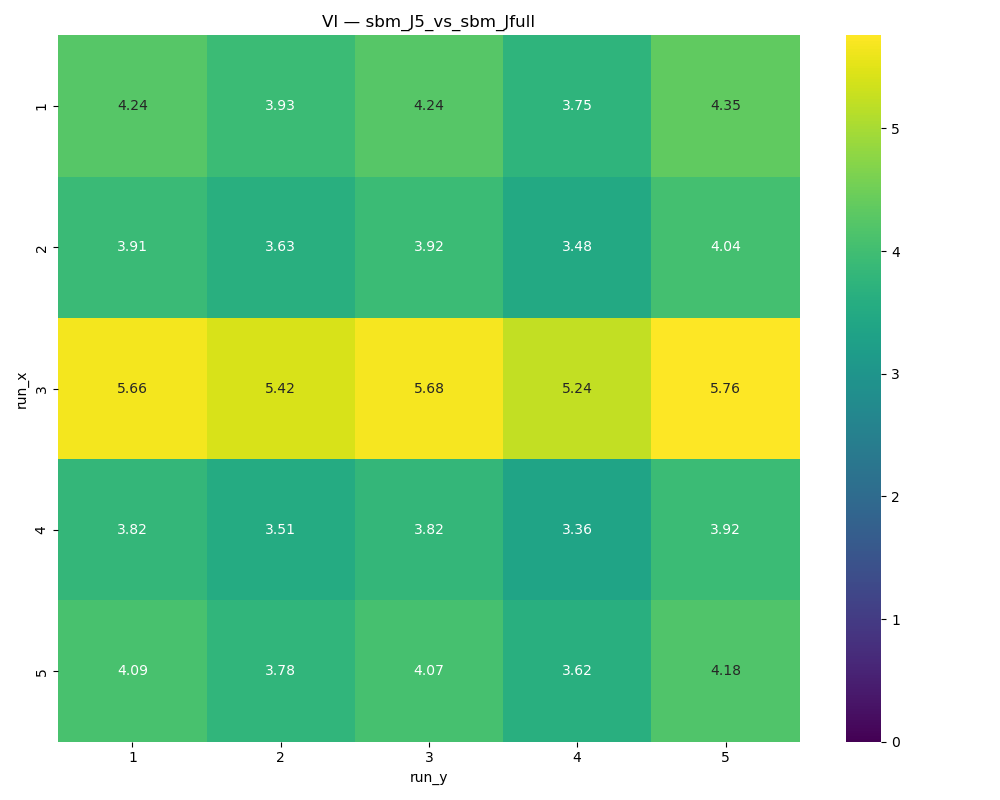 VI — sbm_J5_vs_sbm_Jfull
1 4.24 3.93 4.24 3.75 4.35
2 3.91 3.63 3.92 3.48 4.04
run_x
3 5.66 5.42 5.68 5.24 5.76
4 3.82 3.51 3.82 3.36 3.92
5 4.09 3.78 4.07 3.62 4.18
1 2 3 4 5
run_y
5
4
3
2
1
0